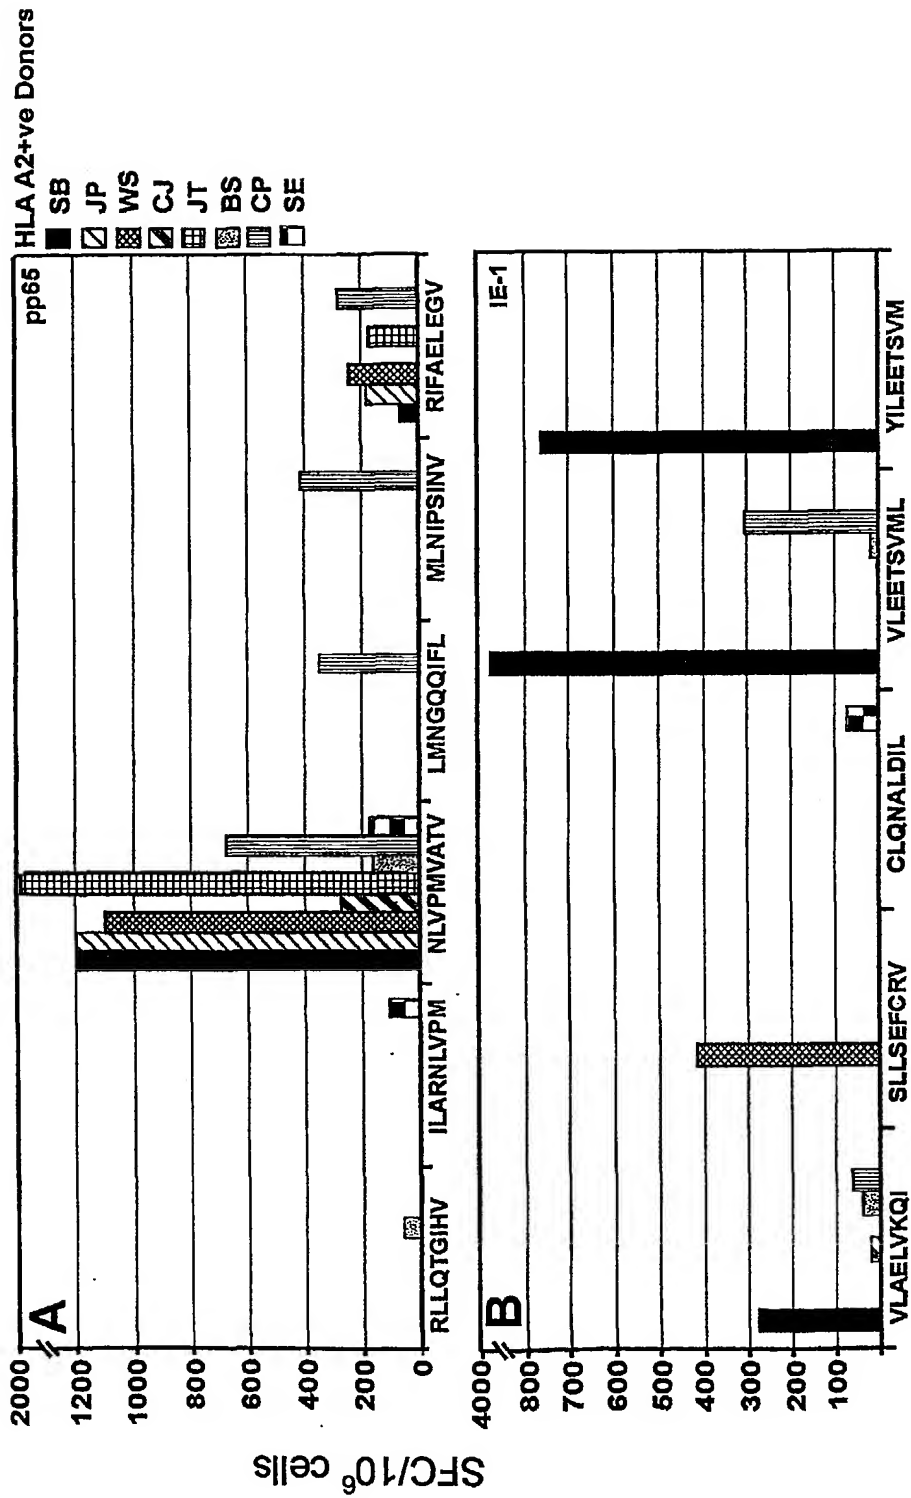 HLA A2+ve Donors
SB
JP
WS
CJ
JT
BS
CP
SE
A
pp65
2000
1200
1000
800
600
400
200
0
RLLQTGIHV
ILARNLVPM
NLVPMVATV
LMNGQQIFL
MLNIPSINV
RIFAELEGV
B
IE-1
4000
800
700
600
500
400
300
200
100
VLAELVKQI
SLLSEFCRV
CLQNALDIL
VLEETSVML
YILEETSVM
SFC/10⁶ cells